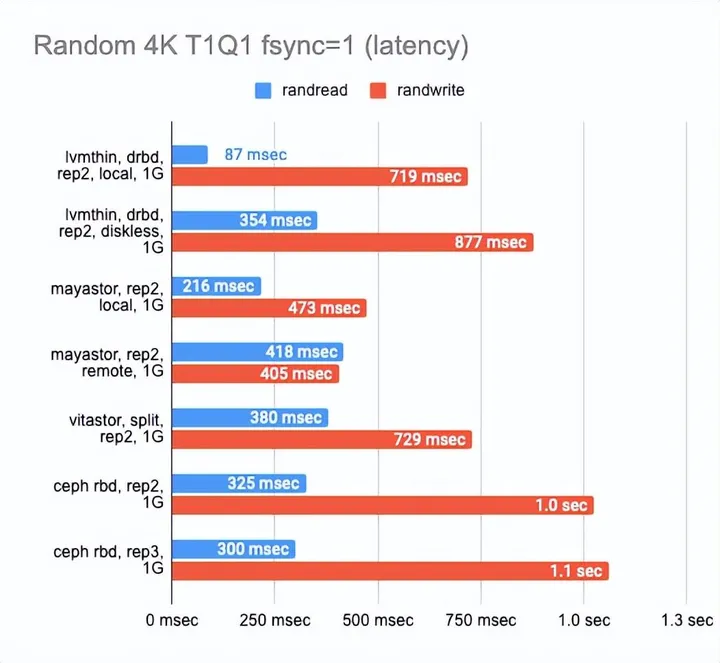 Random 4K T1Q1 fsync=1 (latency)
randread randwrite
lvmthin, drbd,
rep2, local, 1G
87 msec
719 msec
lvmthin, drbd,
rep2, diskless,
1G
354 msec
877 msec
mayastor, rep2,
local, 1G
216 msec
473 msec
mayastor, rep2,
remote, 1G
418 msec
405 msec
vitastor, split,
rep2, 1G
380 msec
729 msec
ceph rbd, rep2,
1G
325 msec
1.0 sec
ceph rbd, rep3,
1G
300 msec
1.1 sec
0 msec 250 msec 500 msec 750 msec 1.0 sec 1.3 sec